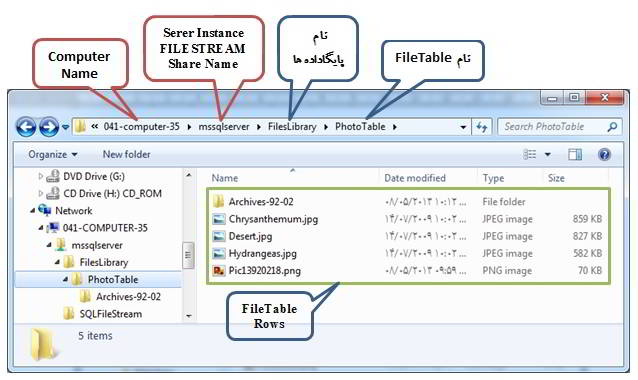 Computer
Name
Serer Instance
FILESTREAM
Share Name
نام
پایگاداده ها
نام FileTable
« 041-computer-35 ▸ mssqlserver ▸ FilesLibrary ▸ PhotoTable ▸
Search PhotoTable
Organize ▾ New folder
DVD Drive (G:)
CD Drive (H:) CD_ROM
Network
041-COMPUTER-35
mssqlserver
FilesLibrary
PhotoTable
Archives-92-02
SQLFileStream
Name Date modified Type Size
Archives-92-02 ۰۸/۰۵/۲۰۱۳ ۱۰:۱۲ ... File folder
Chrysanthemum.jpg ۱۴/۰۷/۲۰۰۹ ۱۰:۰۲ ... JPEG image 859 KB
Desert.jpg ۱۴/۰۷/۲۰۰۹ ۱۰:۰۲ ... JPEG image 827 KB
Hydrangeas.jpg ۱۴/۰۷/۲۰۰۹ ۱۰:۰۲ ... JPEG image 582 KB
Pic13920218.png ۰۸/۰۵/۲۰۱۳ ۰۹:۵۹ ... PNG image 70 KB
FileTable
Rows
5 items